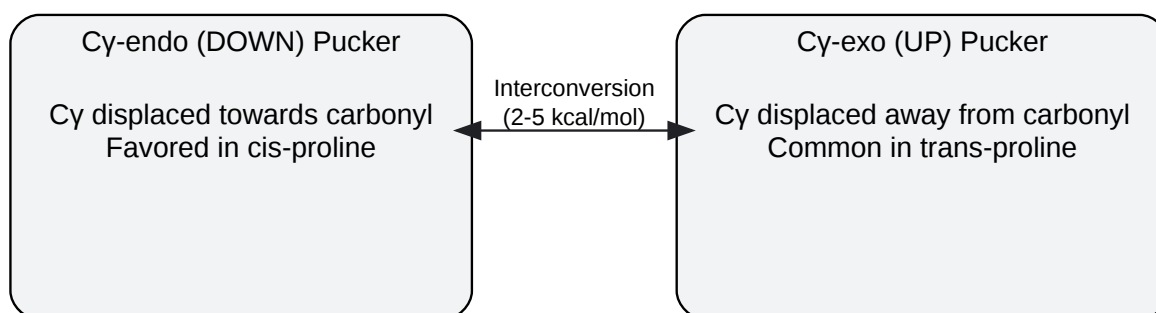 Cγ-endo (DOWN) Pucker
Cγ displaced towards carbonyl
Favored in cis-proline
Interconversion
(2-5 kcal/mol)
Cγ-exo (UP) Pucker
Cγ displaced away from carbonyl
Common in trans-proline